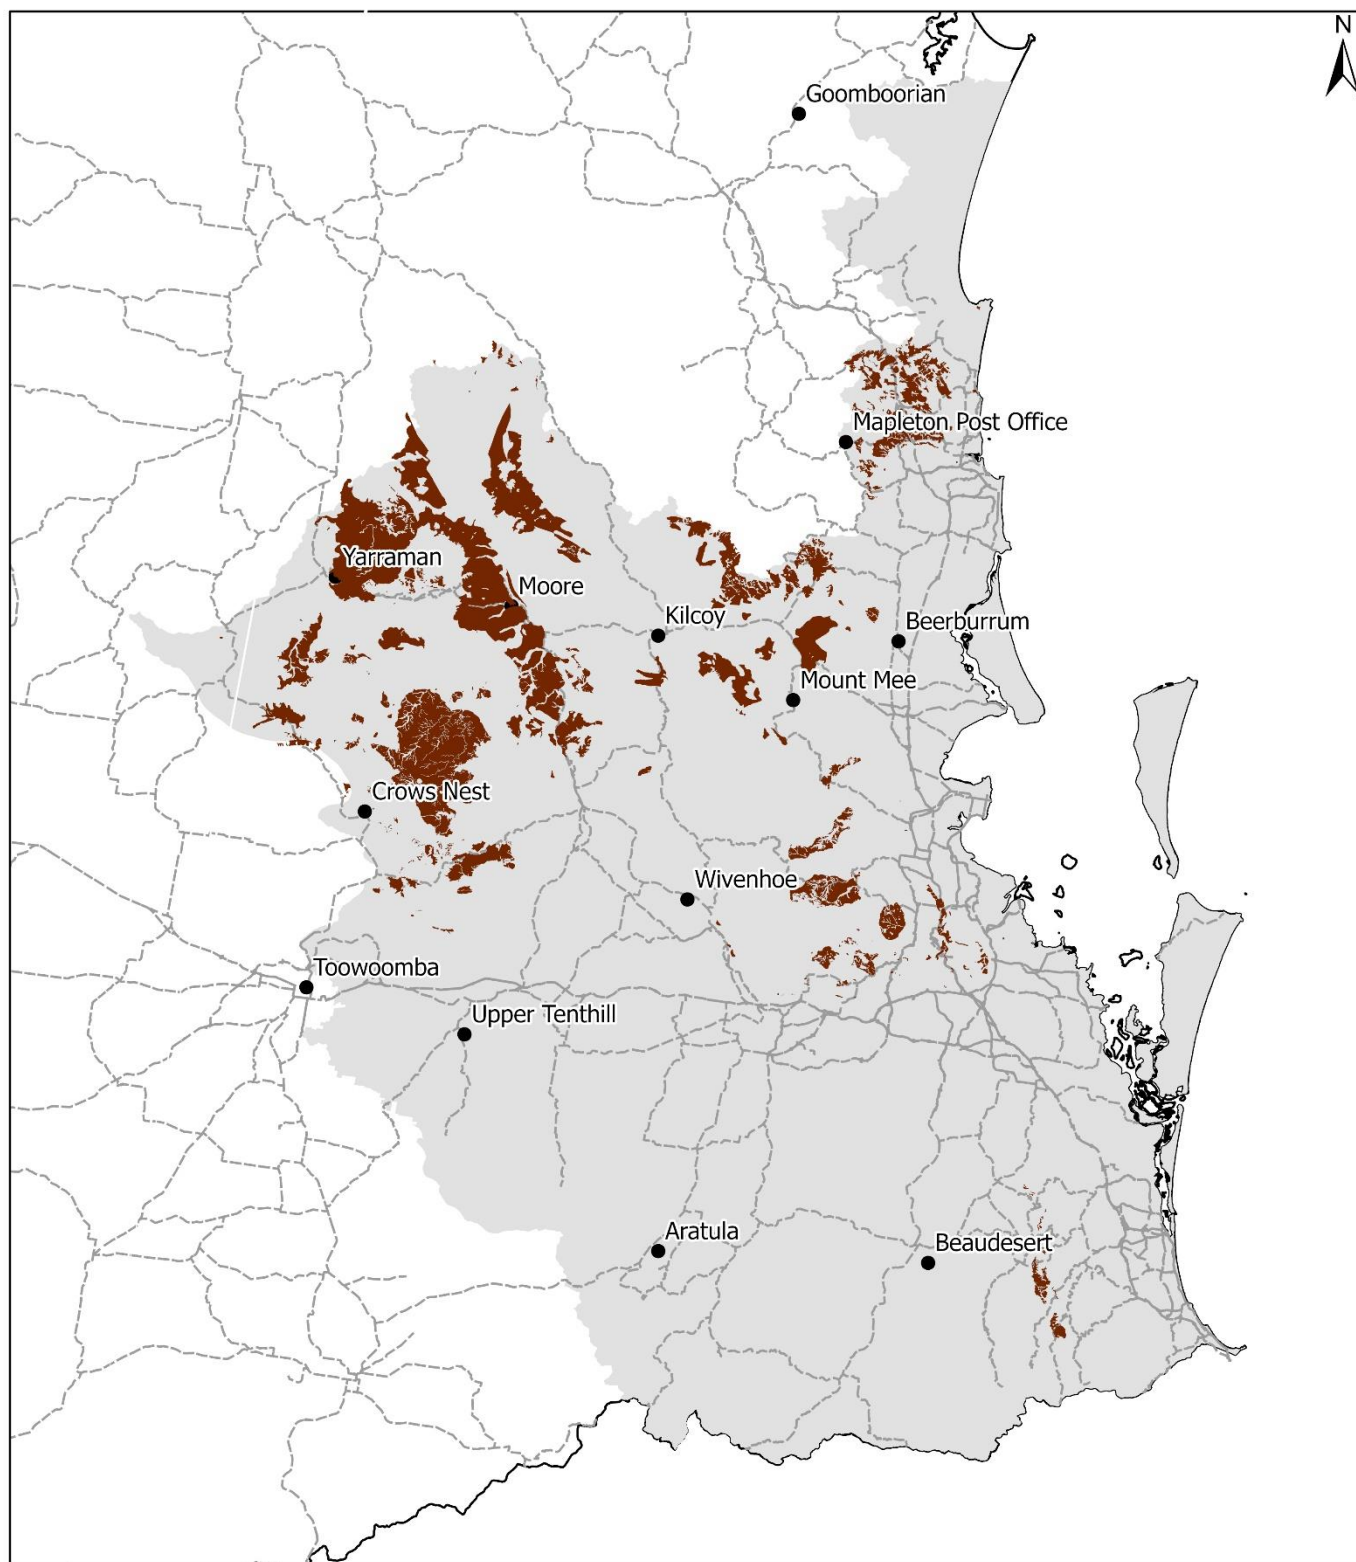 N
Goomboorian
Mapleton Post Office
Yarraman
Moore
Kilcoy
Beerburrum
Mount Mee
Crows Nest
Wivenhoe
Toowoomba
Upper Tenthill
Aratula
Beaudesert